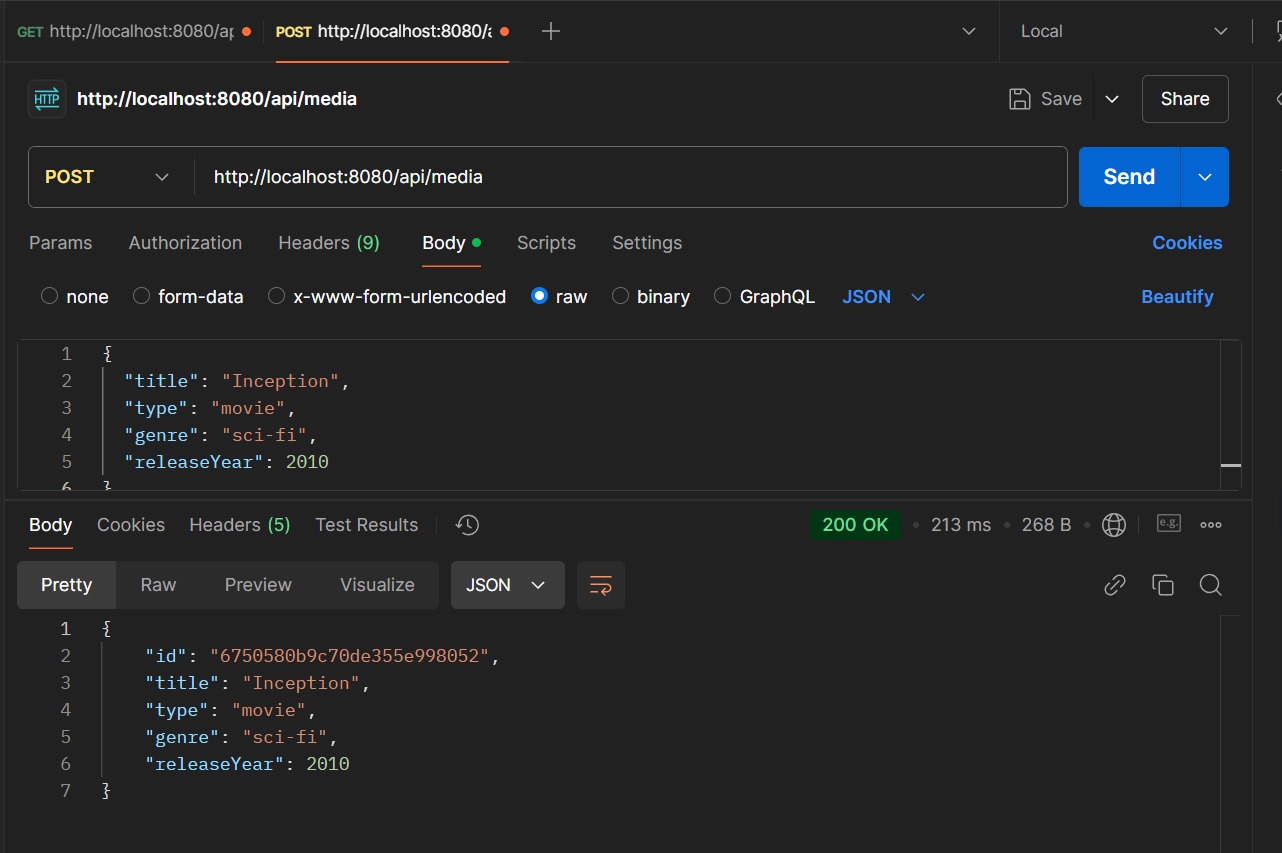 GET http://localhost:8080/ap POST http://localhost:8080/a Local
HTTP http://localhost:8080/api/media Save Share
POST http://localhost:8080/api/media Send
Params Authorization Headers (9) Body Scripts Settings Cookies
none form-data x-www-form-urlencoded raw binary GraphQL JSON Beautify
1 {
2 "title": "Inception",
3 "type": "movie",
4 "genre": "sci-fi",
5 "releaseYear": 2010
6 }
Body Cookies Headers (5) Test Results 200 OK • 213 ms • 268 B • e.g.
Pretty Raw Preview Visualize JSON
1 {
2 "id": "6750580b9c70de355e998052",
3 "title": "Inception",
4 "type": "movie",
5 "genre": "sci-fi",
6 "releaseYear": 2010
7 }